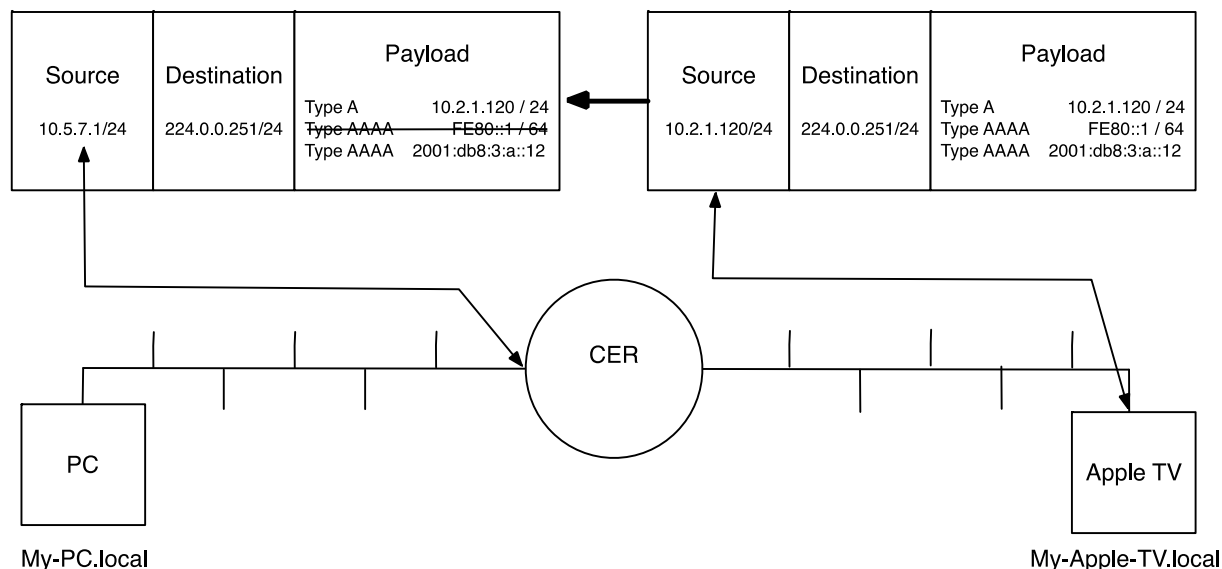 Source
Destination
Payload
10.5.7.1/24
224.0.0.251/24
Type A 10.2.1.120 / 24
Type AAAA FE80::1 / 64
Type AAAA 2001:db8:3:a::12
Source
Destination
Payload
10.2.1.120/24
224.0.0.251/24
Type A 10.2.1.120 / 24
Type AAAA FE80::1 / 64
Type AAAA 2001:db8:3:a::12
CER
PC
Apple TV
My-PC.local
My-Apple-TV.local